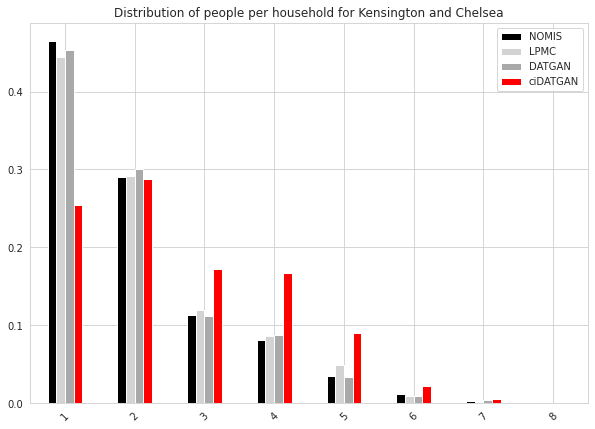 Distribution of people per household for Kensington and Chelsea
NOMIS
LPMC
DATGAN
ciDATGAN
0.4
0.3
0.2
0.1
0.0
1
2
3
4
5
6
7
8